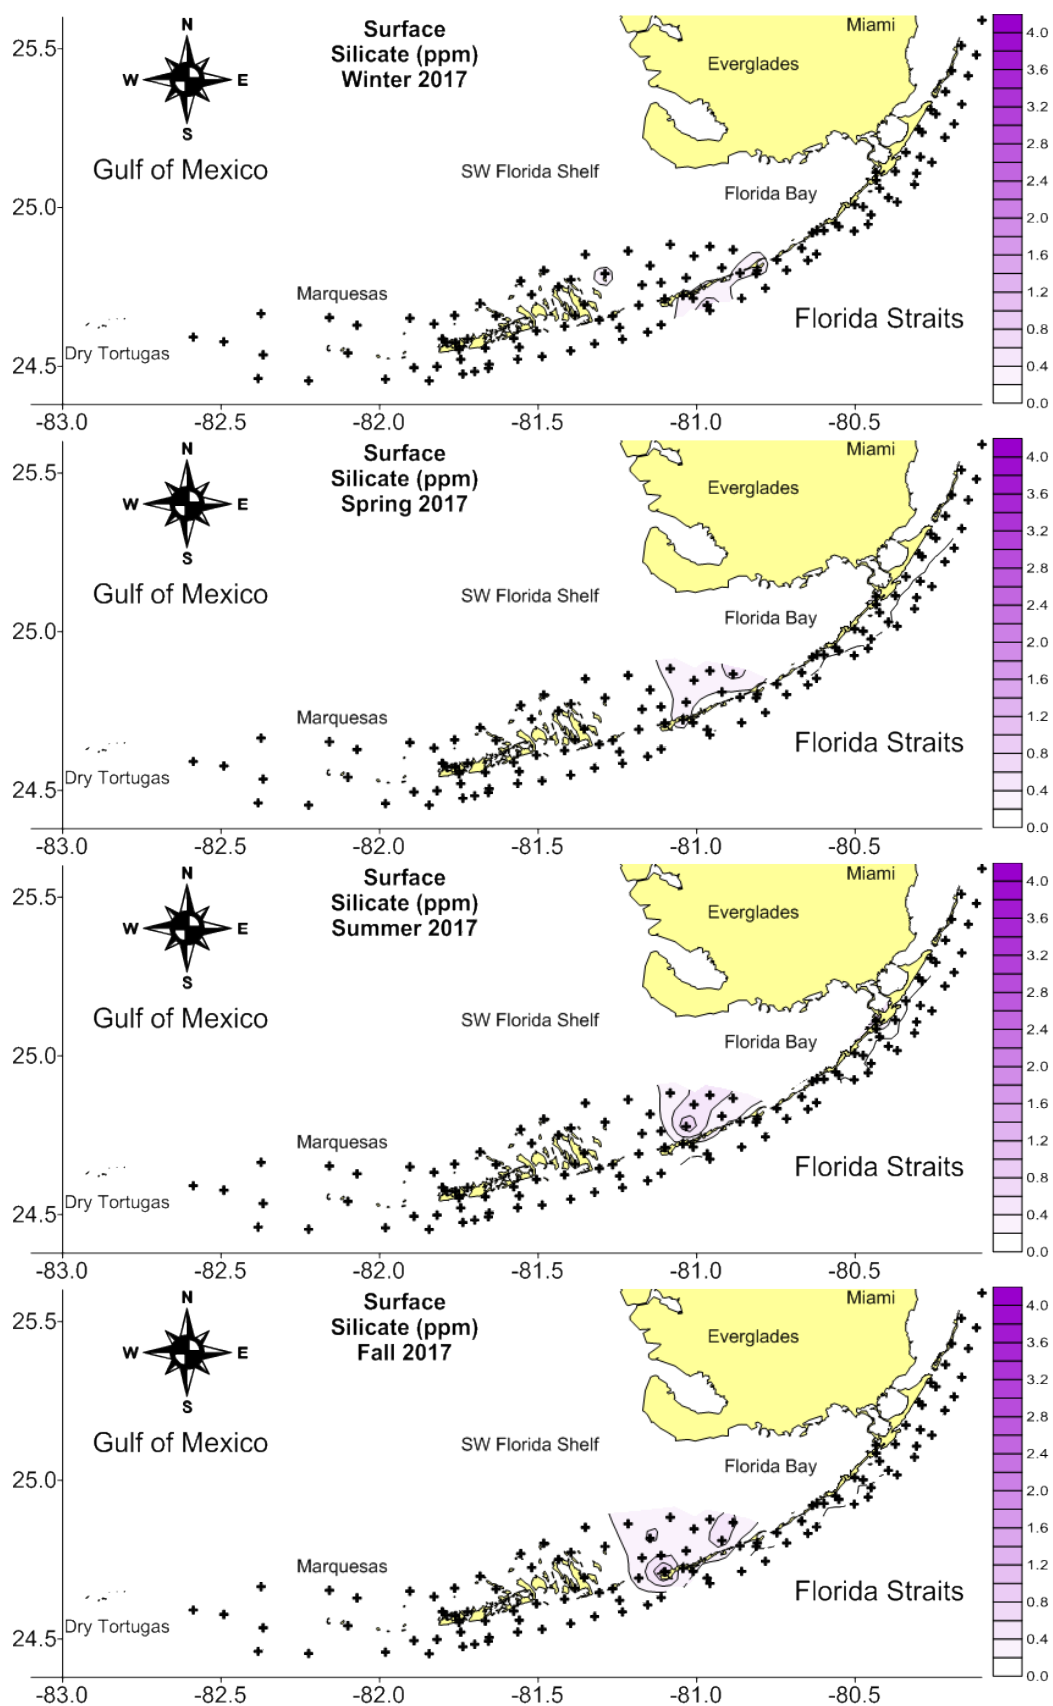 N
W E
S
Surface
Silicate (ppm)
Winter 2017
Miami
Everglades
Gulf of Mexico
SW Florida Shelf
Florida Bay
Marquesas
Dry Tortugas
Florida Straits
25.5
25.0
24.5
-83.0 -82.5 -82.0 -81.5 -81.0 -80.5
4.0
3.6
3.2
2.8
2.4
2.0
1.6
1.2
0.8
0.4
0.0
N
W E
S
Surface
Silicate (ppm)
Spring 2017
Miami
Everglades
Gulf of Mexico
SW Florida Shelf
Florida Bay
Marquesas
Dry Tortugas
Florida Straits
25.5
25.0
24.5
-83.0 -82.5 -82.0 -81.5 -81.0 -80.5
4.0
3.6
3.2
2.8
2.4
2.0
1.6
1.2
0.8
0.4
0.0
N
W E
S
Surface
Silicate (ppm)
Summer 2017
Miami
Everglades
Gulf of Mexico
SW Florida Shelf
Florida Bay
Marquesas
Dry Tortugas
Florida Straits
25.5
25.0
24.5
-83.0 -82.5 -82.0 -81.5 -81.0 -80.5
4.0
3.6
3.2
2.8
2.4
2.0
1.6
1.2
0.8
0.4
0.0
N
W E
S
Surface
Silicate (ppm)
Fall 2017
Miami
Everglades
Gulf of Mexico
SW Florida Shelf
Florida Bay
Marquesas
Dry Tortugas
Florida Straits
25.5
25.0
24.5
-83.0 -82.5 -82.0 -81.5 -81.0 -80.5
4.0
3.6
3.2
2.8
2.4
2.0
1.6
1.2
0.8
0.4
0.0